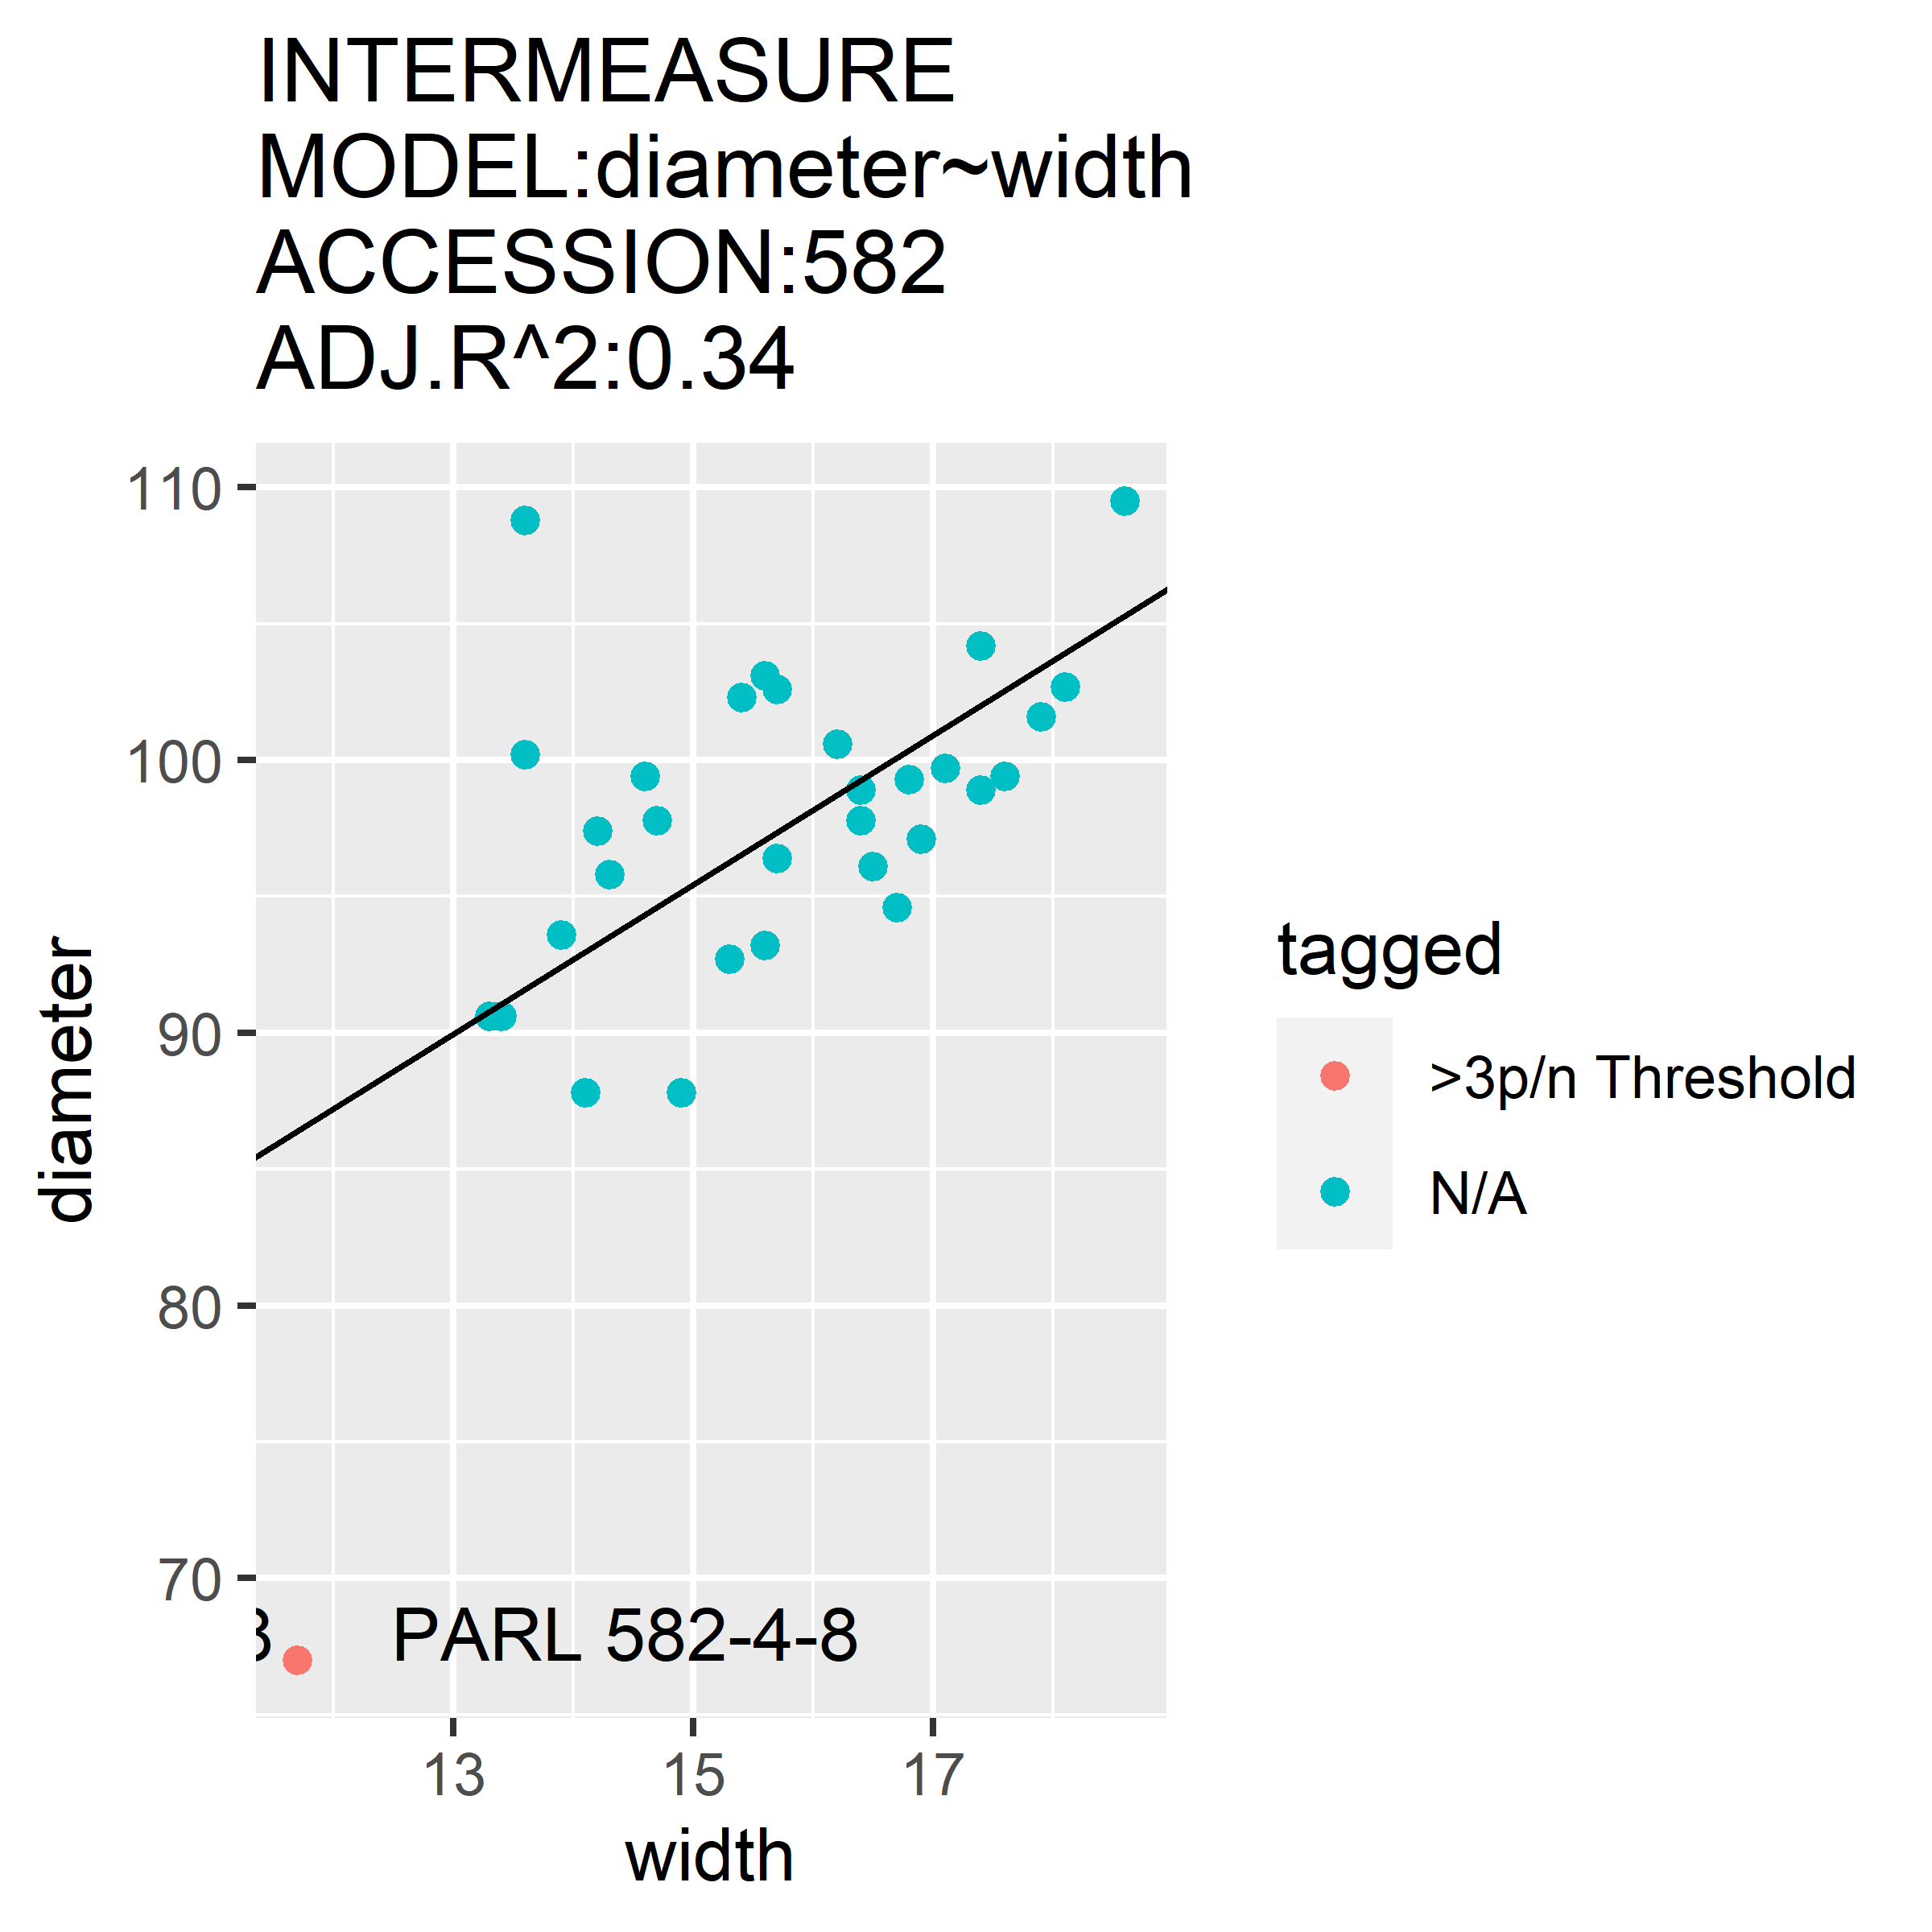 INTERMEASURE
MODEL:diameter~width
ACCESSION:582
ADJ.R^2:0.34
110
100
90
80
70
diameter
8 PARL 582-4-8
13 15 17
width
tagged
>3p/n Threshold
N/A